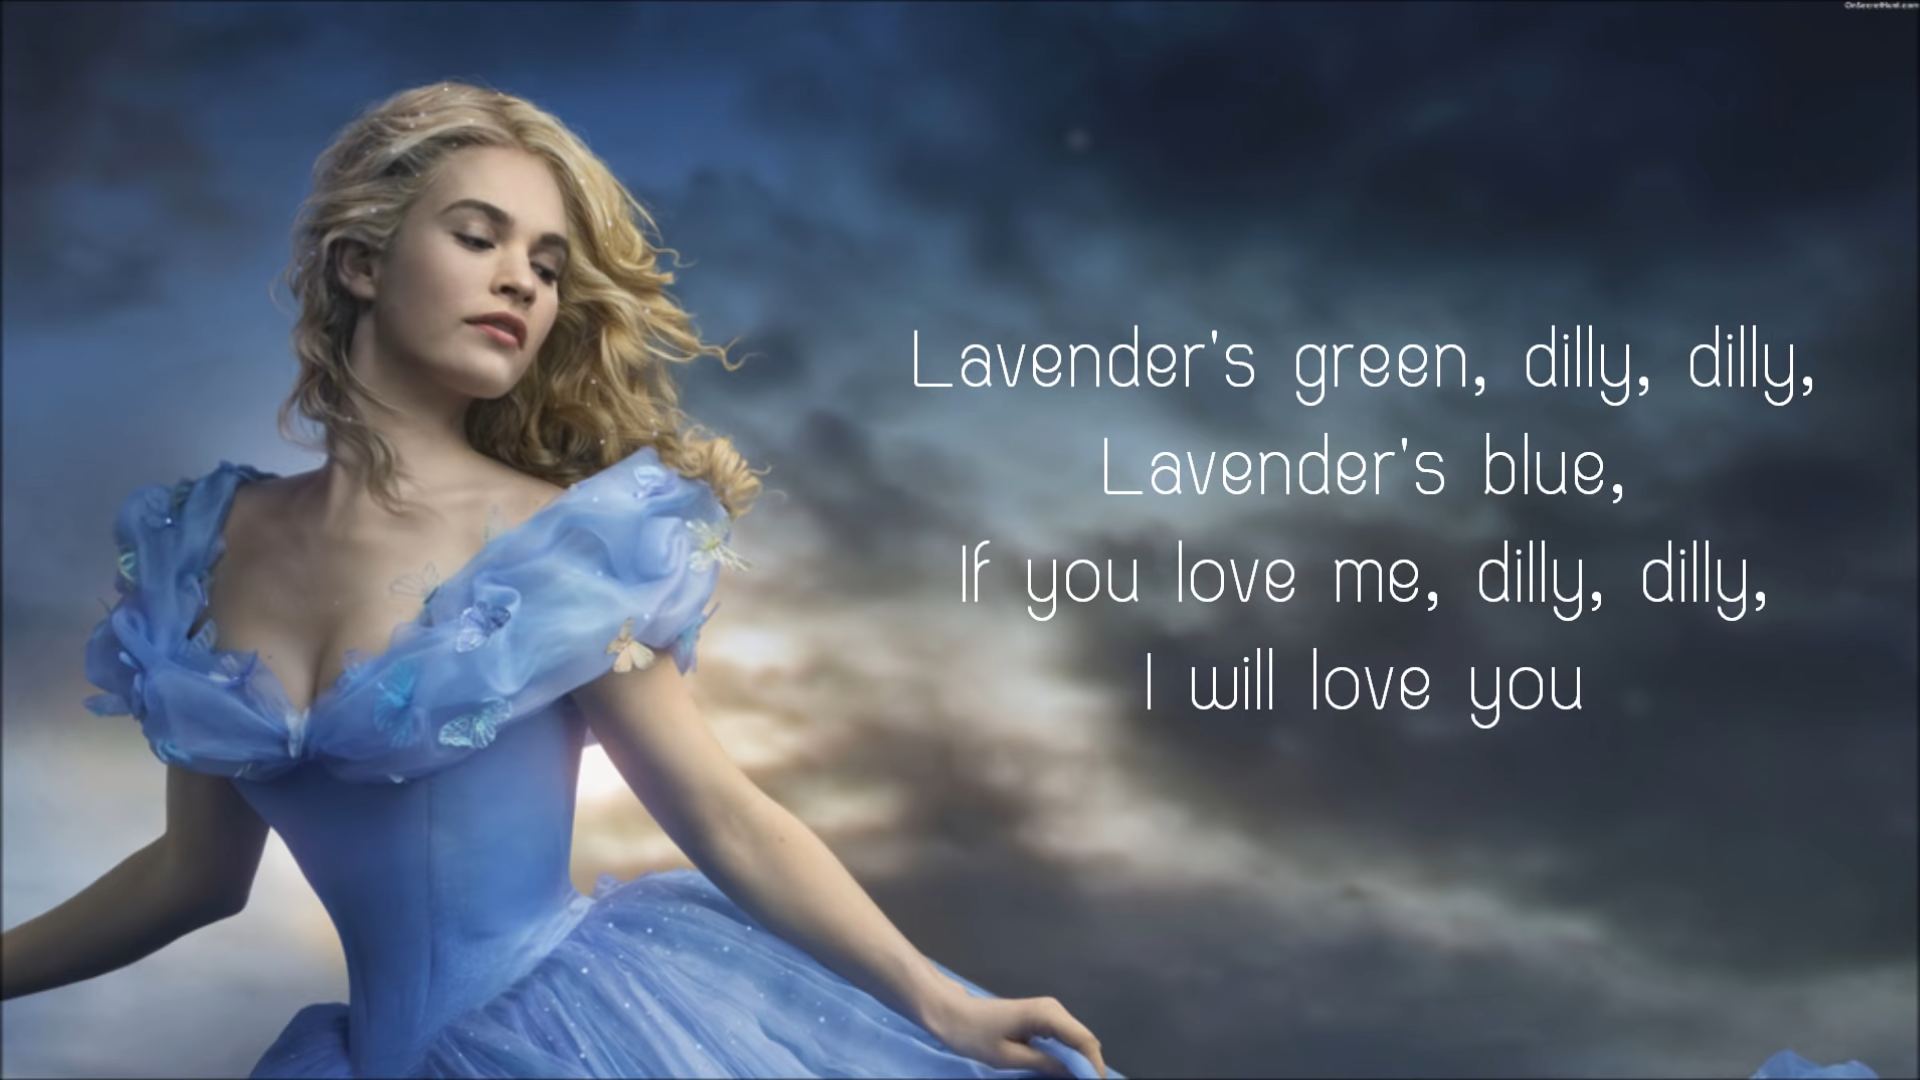 Lavender's green, dilly, dilly,
Lavender's blue,
If you love me, dilly, dilly,
I will love you